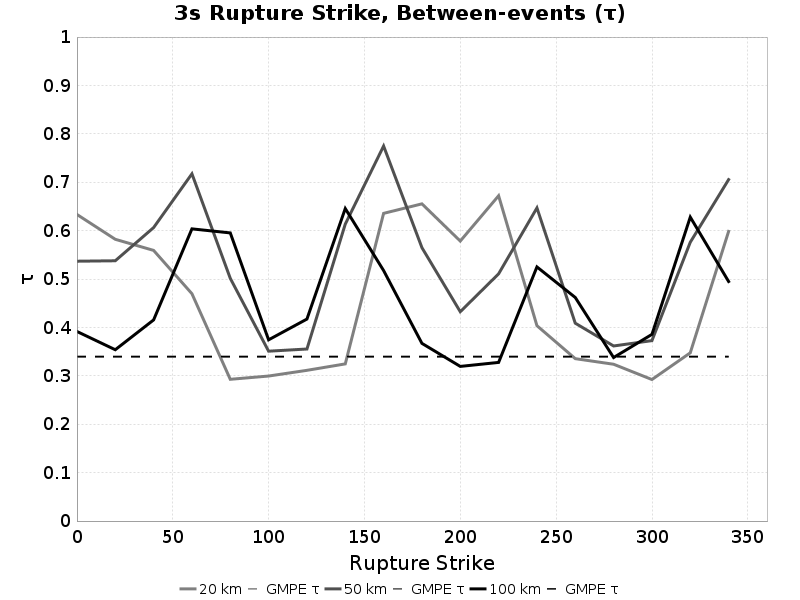 3s Rupture Strike, Between-events (τ)
1
0.9
0.8
0.7
0.6
0.5
0.4
0.3
0.2
0.1
0
τ
0 50 100 150 200 250 300 350
Rupture Strike
20 km GMPE τ 50 km GMPE τ 100 km GMPE τ